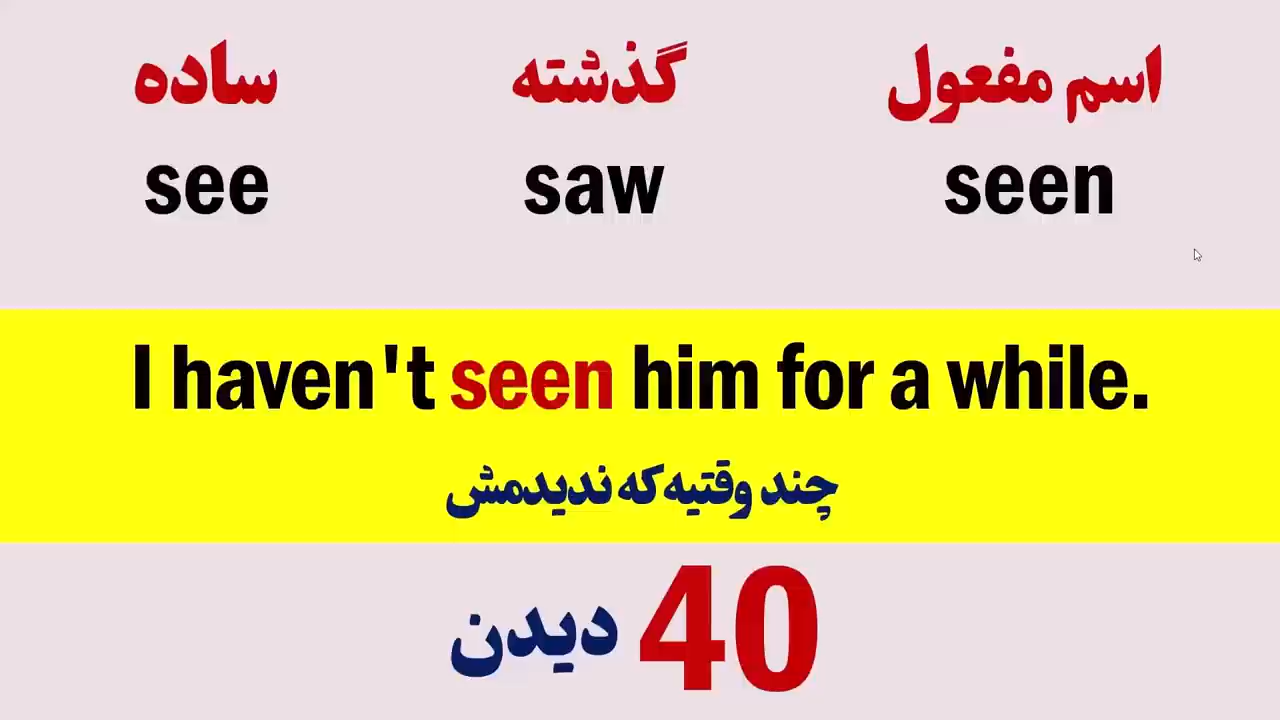 ساده گذشته اسم مفعول
see saw seen
I haven't seen him for a while.
چند وقتیه که ندیدمش
دیدن 40